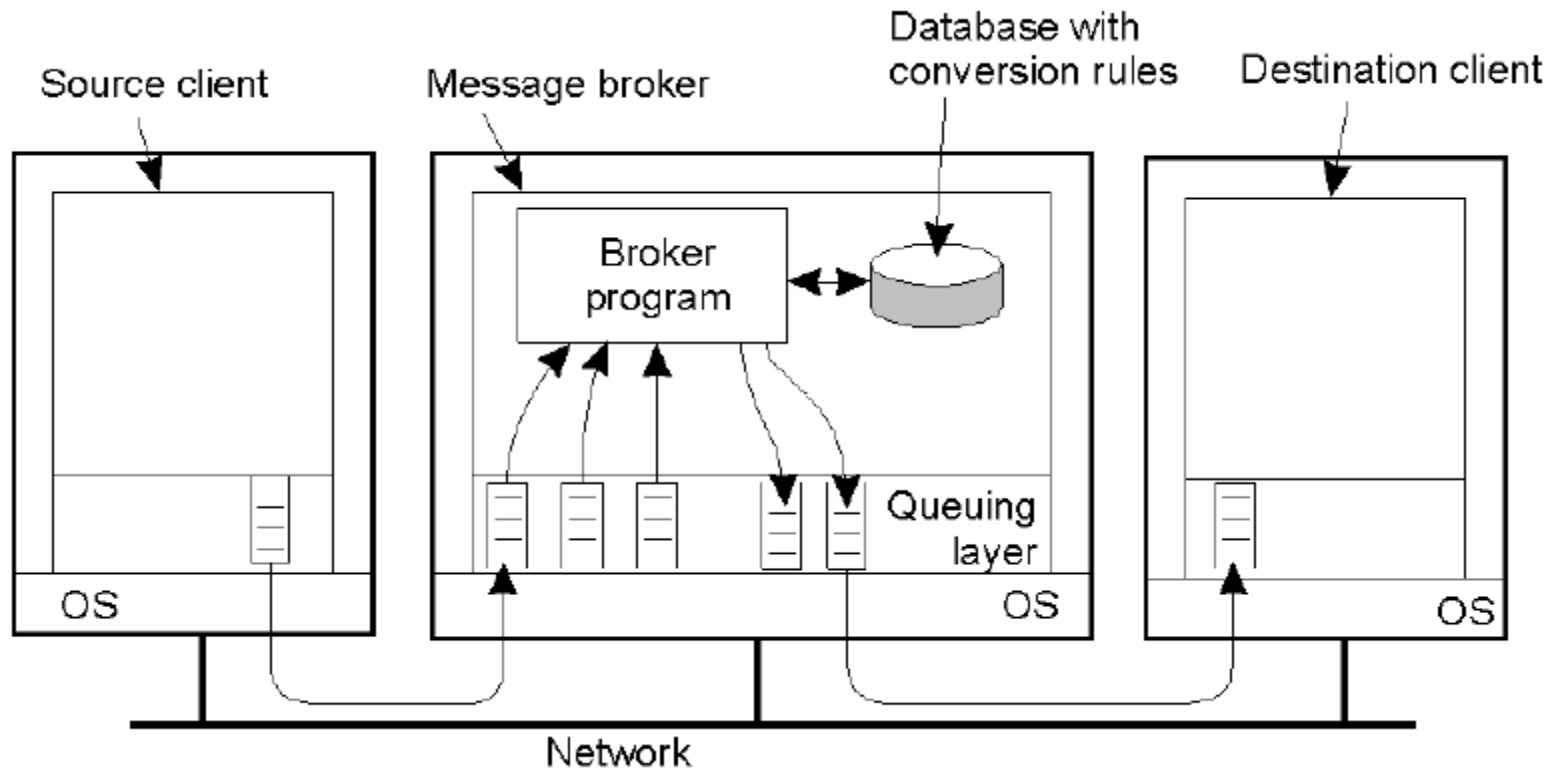 Source client
Message broker
Database with
conversion rules
Destination client
Broker
program
Queuing
layer
OS
OS
OS
Network